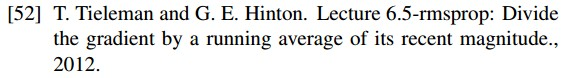 [52] T. Tieleman and G. E. Hinton. Lecture 6.5-rmsprop: Divide
the gradient by a running average of its recent magnitude.,
2012.